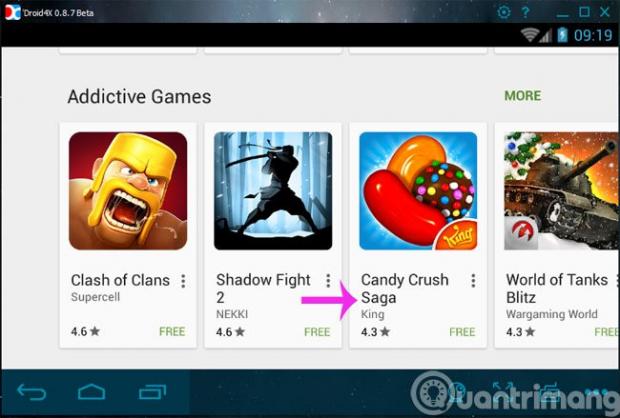 Droid4X 0.8.7 Beta
09:19
Addictive Games
MORE
King
Clash of Clans
Supercell
4.6
FREE
Shadow Fight
2
NEKKI
4.6
FREE
Candy Crush
Saga
King
4.3
FREE
World of Tanks
Blitz
Wargaming World
4.3
FREE
Quantrimang